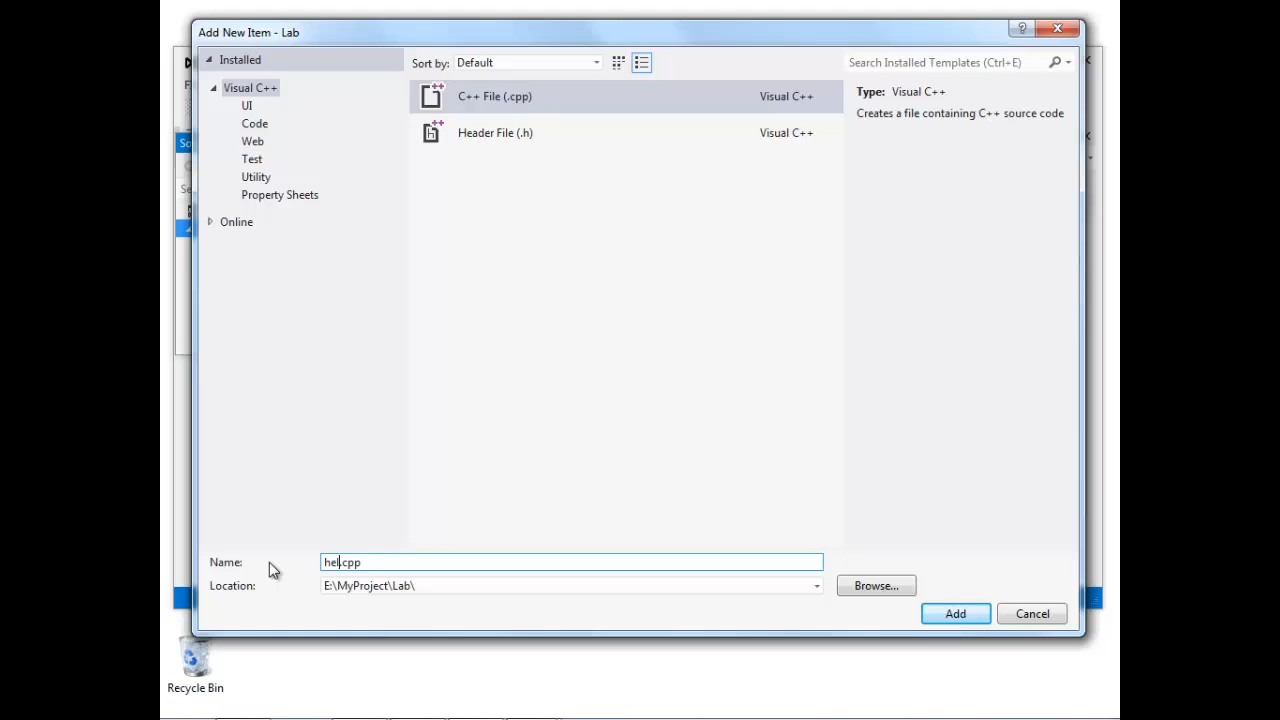 Add New Item - Lab
Installed
Sort by: Default
Search Installed Templates (Ctrl+E)
Visual C++
UI
Code
Web
Test
Utility
Property Sheets
Online
C++ File (.cpp) Visual C++
Header File (.h) Visual C++
Type: Visual C++
Creates a file containing C++ source code
Name: hel.cpp
Location: E:\MyProject\Lab\
Browse...
Add Cancel
Recycle Bin